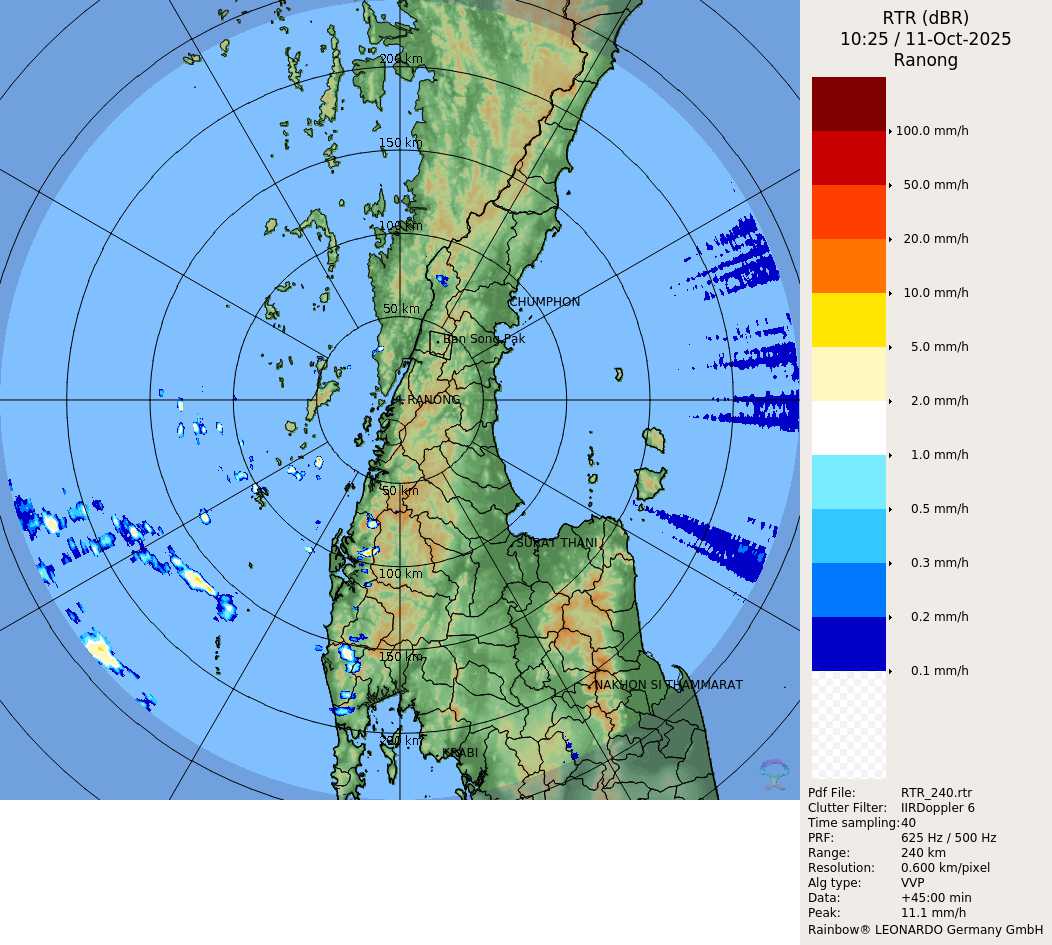 RTR (dBR)
10:25 / 11-Oct-2025
Ranong
100.0 mm/h
50.0 mm/h
20.0 mm/h
10.0 mm/h
5.0 mm/h
2.0 mm/h
1.0 mm/h
0.5 mm/h
0.3 mm/h
0.2 mm/h
0.1 mm/h
200 km
150 km
100 km
50 km
CHUMPHON
Ban Song Pak
RANONG
50 km
SURAT THANI
100 km
150 km
NAKHON SI THAMMARAT
200 km
KRABI
Pdf File: RTR_240.rtr
Clutter Filter: IIRDoppler 6
Time sampling:40
PRF: 625 Hz / 500 Hz
Range: 240 km
Resolution: 0.600 km/pixel
Alg type: VVP
Data: +45:00 min
Peak: 11.1 mm/h
Rainbow® LEONARDO Germany GmbH